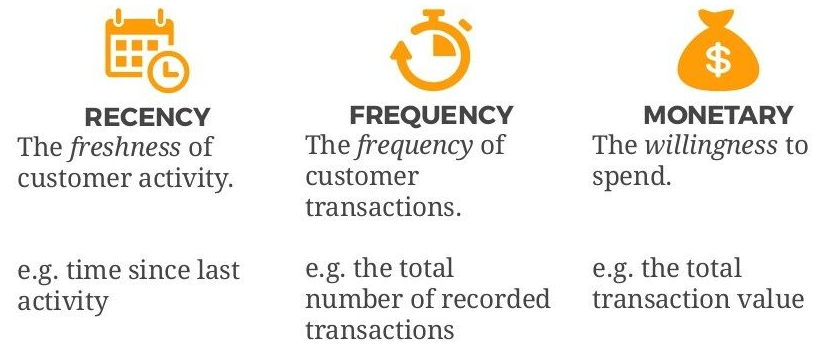 $
RECENCY
The freshness of
customer activity.
e.g. time since last
activity
FREQUENCY
The frequency of
customer
transactions.
e.g. the total
number of recorded
transactions
MONETARY
The willingness to
spend.
e.g. the total
transaction value